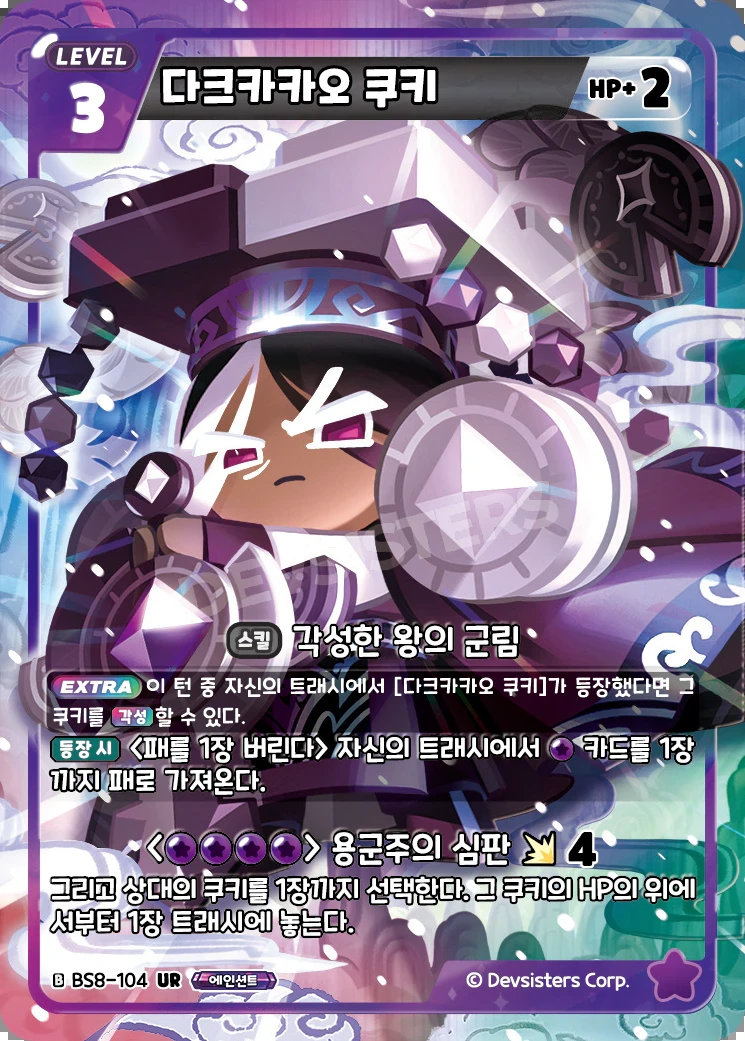 LEVEL
3
다크카카오 쿠키
HP+ 2
DEVSISTERS
스킬 각성한 왕의 군림
EXTRA 이 턴 중 자신의 트래시에서 [다크카카오 쿠키]가 등장했다면 그
쿠키를 각성할 수 있다.
등장 시 <패를 1장 버린다> 자신의 트래시에서 카드를 1장
까지 패로 가져온다.
< > 용군주의 심판 4
그리고 상대의 쿠키를 1장까지 선택한다. 그 쿠키의 HP의 위에
서부터 1장 트래시에 놓는다.
B BS8-104 UR 에인션트
© Devsisters Corp.